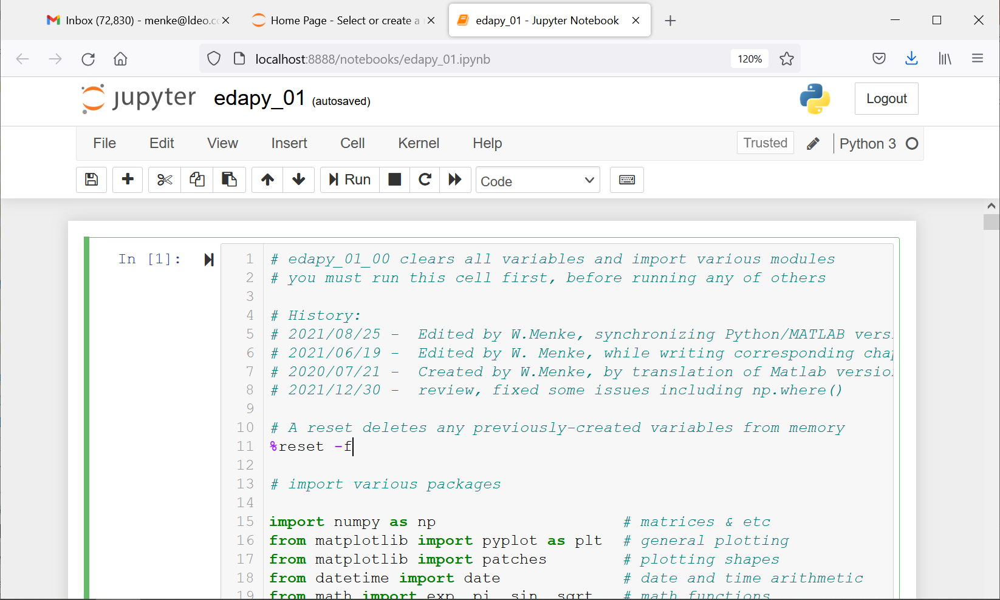 Inbox (72,830) - menke@ldeo.c
Home Page - Select or create a
edapy_01 - Jupyter Notebook
localhost:8888/notebooks/edapy_01.ipynb
120%
jupyter edapy_01 (autosaved)
Logout
File Edit View Insert Cell Kernel Help
Trusted
Python 3
Run
Code
In [1]:
1 # edapy_01_00 clears all variables and import various modules
2 # you must run this cell first, before running any of others
3
4 # History:
5 # 2021/08/25 -  Edited by W.Menke, synchronizing Python/MATLAB vers
6 # 2021/06/19 -  Edited by W. Menke, while writing corresponding cha
7 # 2020/07/21 -  Created by W.Menke, by translation of Matlab versio
8 # 2021/12/30 -  review, fixed some issues including np.where()
9
10 # A reset deletes any previously-created variables from memory
11 %reset -f
12
13 # import various packages
14
15 import numpy as np                    # matrices & etc
16 from matplotlib import pyplot as plt  # general plotting
17 from matplotlib import patches        # plotting shapes
18 from datetime import date             # date and time arithmetic
19 from math import exp, pi, sin, sqrt   # math functions